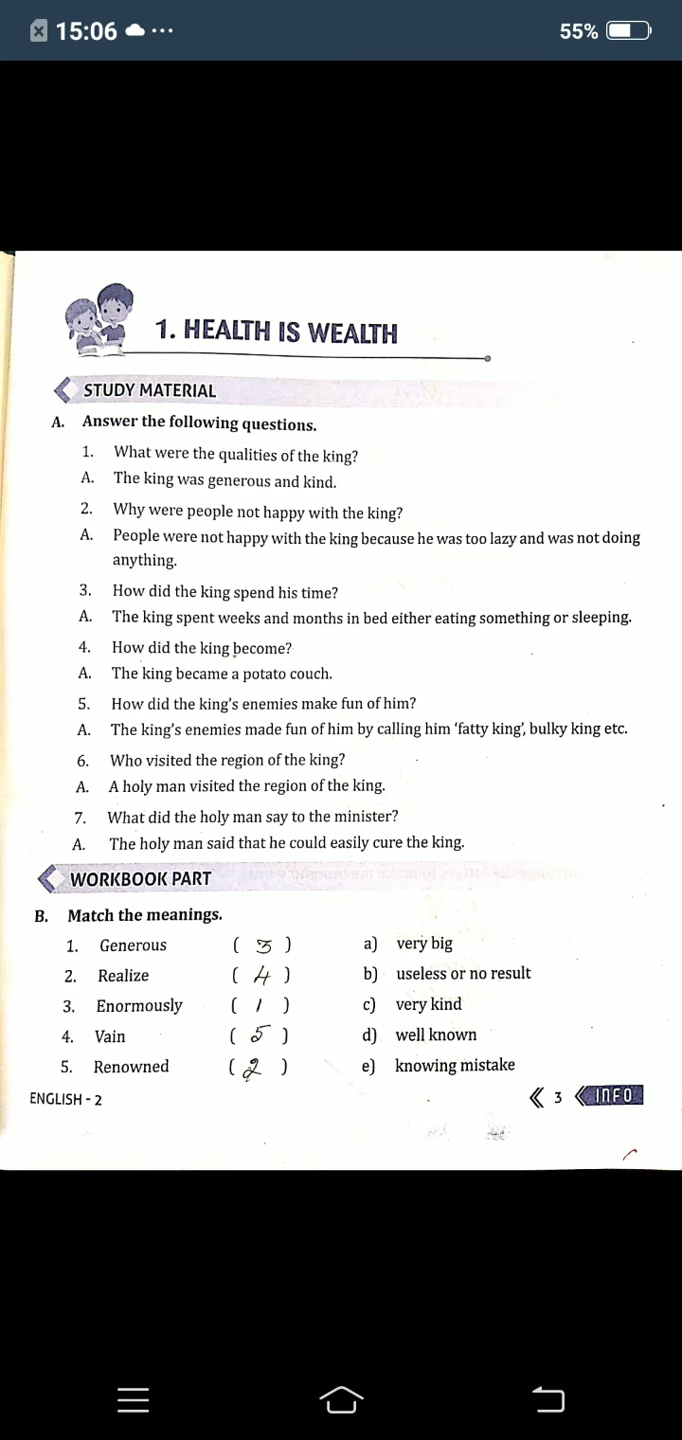 15:06
55%
1. HEALTH IS WEALTH
STUDY MATERIAL
A. Answer the following questions.
1. What were the qualities of the king?
A. The king was generous and kind.
2. Why were people not happy with the king?
A. People were not happy with the king because he was too lazy and was not doing
anything.
3. How did the king spend his time?
A. The king spent weeks and months in bed either eating something or sleeping.
4. How did the king become?
A. The king became a potato couch.
5. How did the king's enemies make fun of him?
A. The king's enemies made fun of him by calling him 'fatty king', bulky king etc.
6. Who visited the region of the king?
A. A holy man visited the region of the king.
7. What did the holy man say to the minister?
A. The holy man said that he could easily cure the king.
WORKBOOK PART
B. Match the meanings.
1. Generous ( 3 ) a) very big
2. Realize ( 4 ) b) useless or no result
3. Enormously ( 1 ) c) very kind
4. Vain ( 5 ) d) well known
5. Renowned ( 2 ) e) knowing mistake
ENGLISH - 2 3 INFO